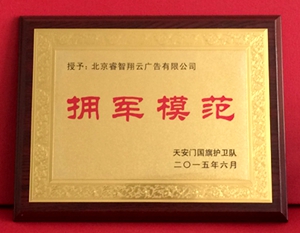 授予：北京睿智翔云广告有限公司
拥军模范
天安门国旗护卫队
二〇一五年六月